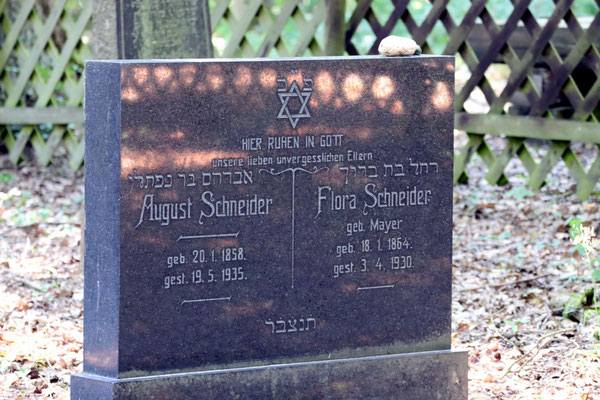 פ נ
HIER RUHEN IN GOTT
unsere lieben unvergesslichen Eltern
אברהם בר נפתלי
August Schneider
geb. 20. 1. 1858.
gest. 19. 5. 1935.
רחל בת ברוך
Flora Schneider
geb. Mayer
geb. 18. 1. 1864.
gest. 3. 4. 1930.
תנצבה